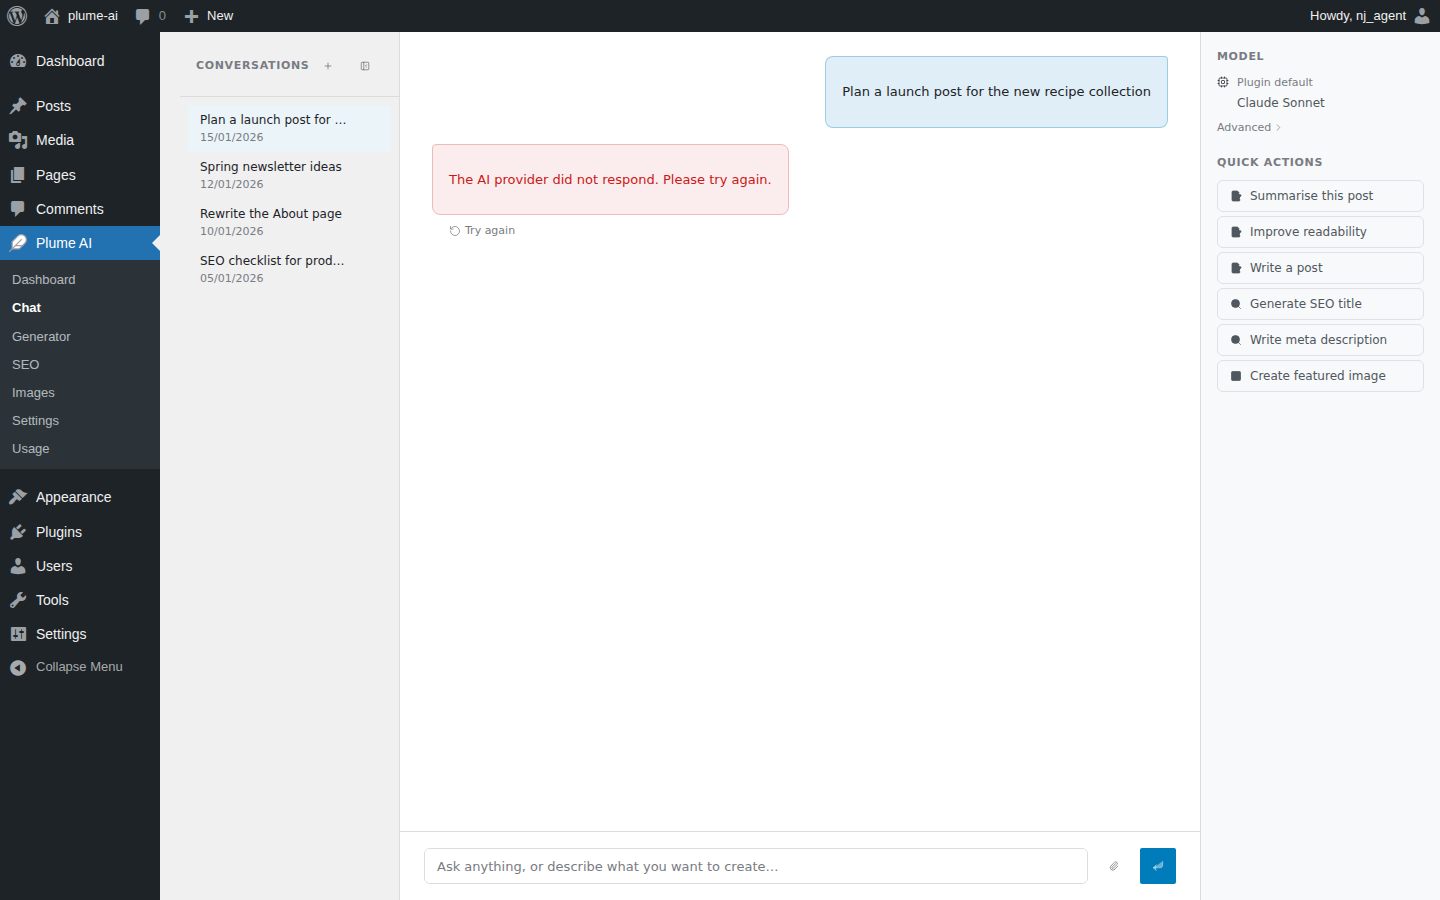 plume-ai
0
New
Howdy, nj_agent
Dashboard
Posts
Media
Pages
Comments
Plume AI
Dashboard
Chat
Generator
SEO
Images
Settings
Usage
Appearance
Plugins
Users
Tools
Settings
Collapse Menu
CONVERSATIONS
Plan a launch post for ...
15/01/2026
Spring newsletter ideas
12/01/2026
Rewrite the About page
10/01/2026
SEO checklist for prod...
05/01/2026
Plan a launch post for the new recipe collection
The AI provider did not respond. Please try again.
Try again
Ask anything, or describe what you want to create...
MODEL
Plugin default
Claude Sonnet
Advanced
QUICK ACTIONS
Summarise this post
Improve readability
Write a post
Generate SEO title
Write meta description
Create featured image